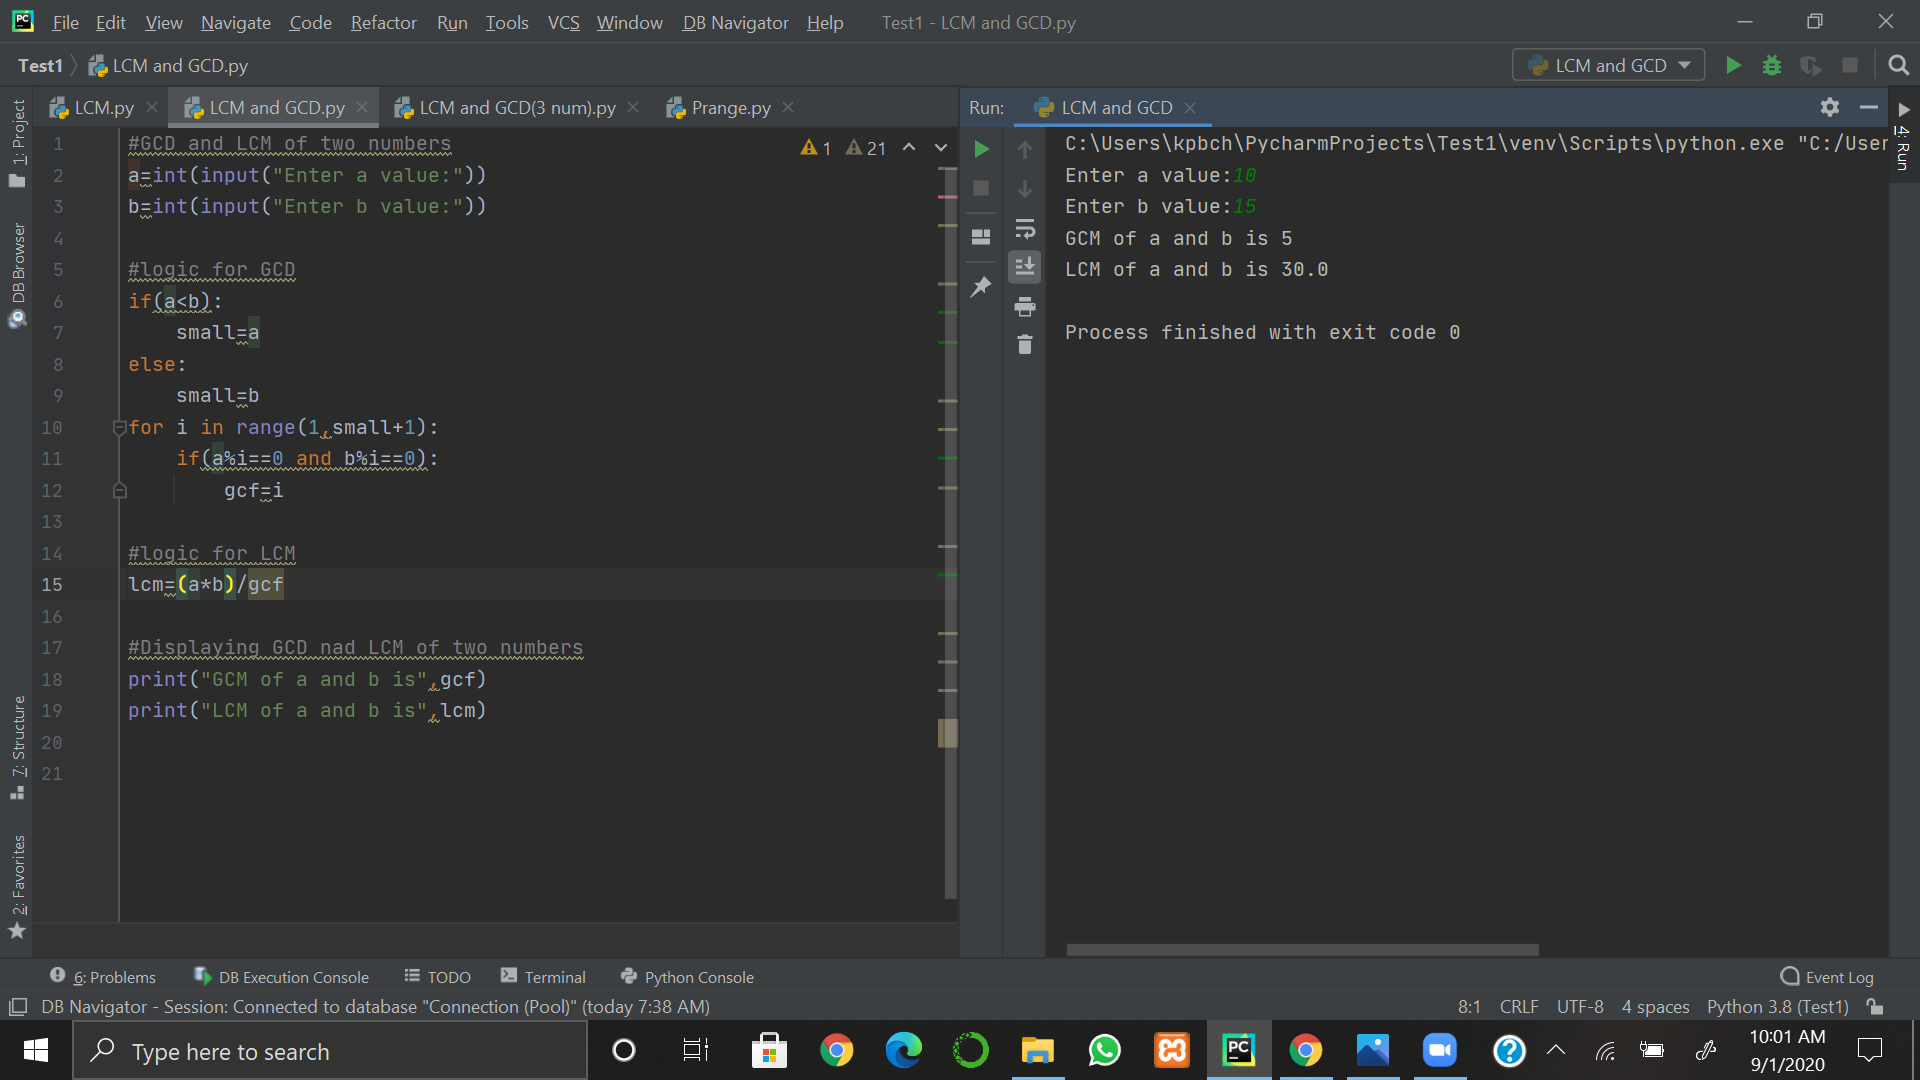 File Edit View Navigate Code Refactor Run Tools VCS Window DB Navigator Help Test1 - LCM and GCD.py
Test1 LCM and GCD.py LCM and GCD
LCM.py LCM and GCD.py LCM and GCD(3 num).py Prange.py
1 #GCD and LCM of two numbers
2 a=int(input("Enter a value:"))
3 b=int(input("Enter b value:"))
4
5 #logic for GCD
6 if(a<b):
7 small=a
8 else:
9 small=b
10 for i in range(1,small+1):
11 if(a%i==0 and b%i==0):
12 gcf=i
13
14 #logic for LCM
15 lcm=(a*b)/gcf
16
17 #Displaying GCD nad LCM of two numbers
18 print("GCM of a and b is",gcf)
19 print("LCM of a and b is",lcm)
20
21
1 21
Run: LCM and GCD
C:\Users\kpbch\PycharmProjects\Test1\venv\Scripts\python.exe "C:/User
Enter a value:10
Enter b value:15
GCM of a and b is 5
LCM of a and b is 30.0
Process finished with exit code 0
1: Project
DB Browser
7: Structure
2: Favorites
4: Run
6: Problems DB Execution Console TODO Terminal Python Console Event Log
DB Navigator - Session: Connected to database "Connection (Pool)" (today 7:38 AM) 8:1 CRLF UTF-8 4 spaces Python 3.8 (Test1)
Type here to search
PC
10:01 AM
9/1/2020